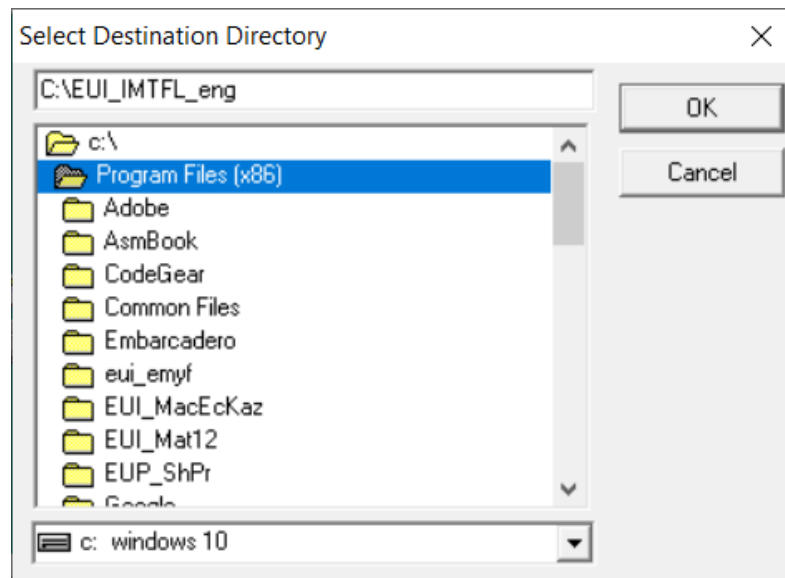 Select Destination Directory
C:\EUI_IMTFL_eng
OK
c:\
Program Files (x86)
Cancel
Adobe
AsmBook
CodeGear
Common Files
Embarcadero
eui_emyf
EUI_MacEcKaz
EUI_Mat12
EUP_ShPr
Google
c: windows 10